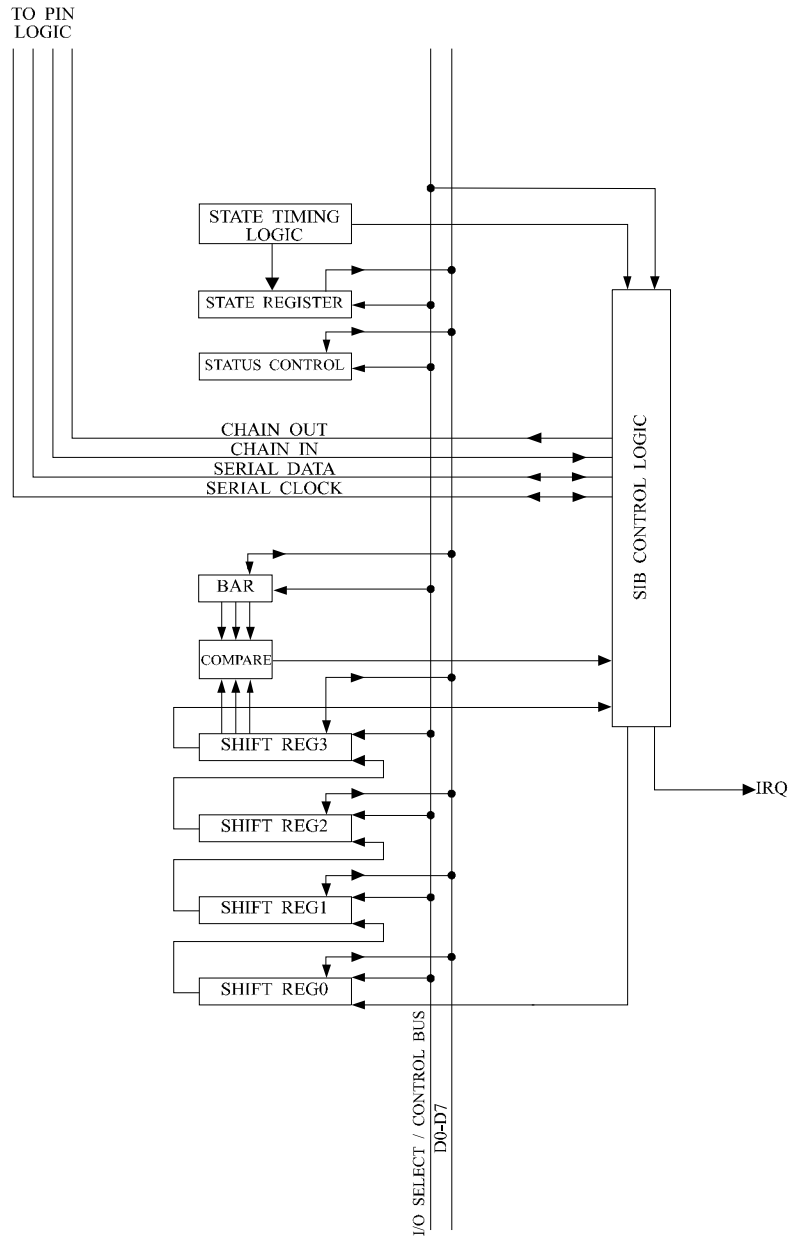 TO PIN
LOGIC
STATE TIMING
LOGIC
STATE REGISTER
STATUS CONTROL
CHAIN OUT
CHAIN IN
SERIAL DATA
SERIAL CLOCK
SIB CONTROL LOGIC
BAR
COMPARE
SHIFT REG3
IRQ
SHIFT REG2
SHIFT REG1
SHIFT REG0
I/O SELECT / CONTROL BUS
D0-D7